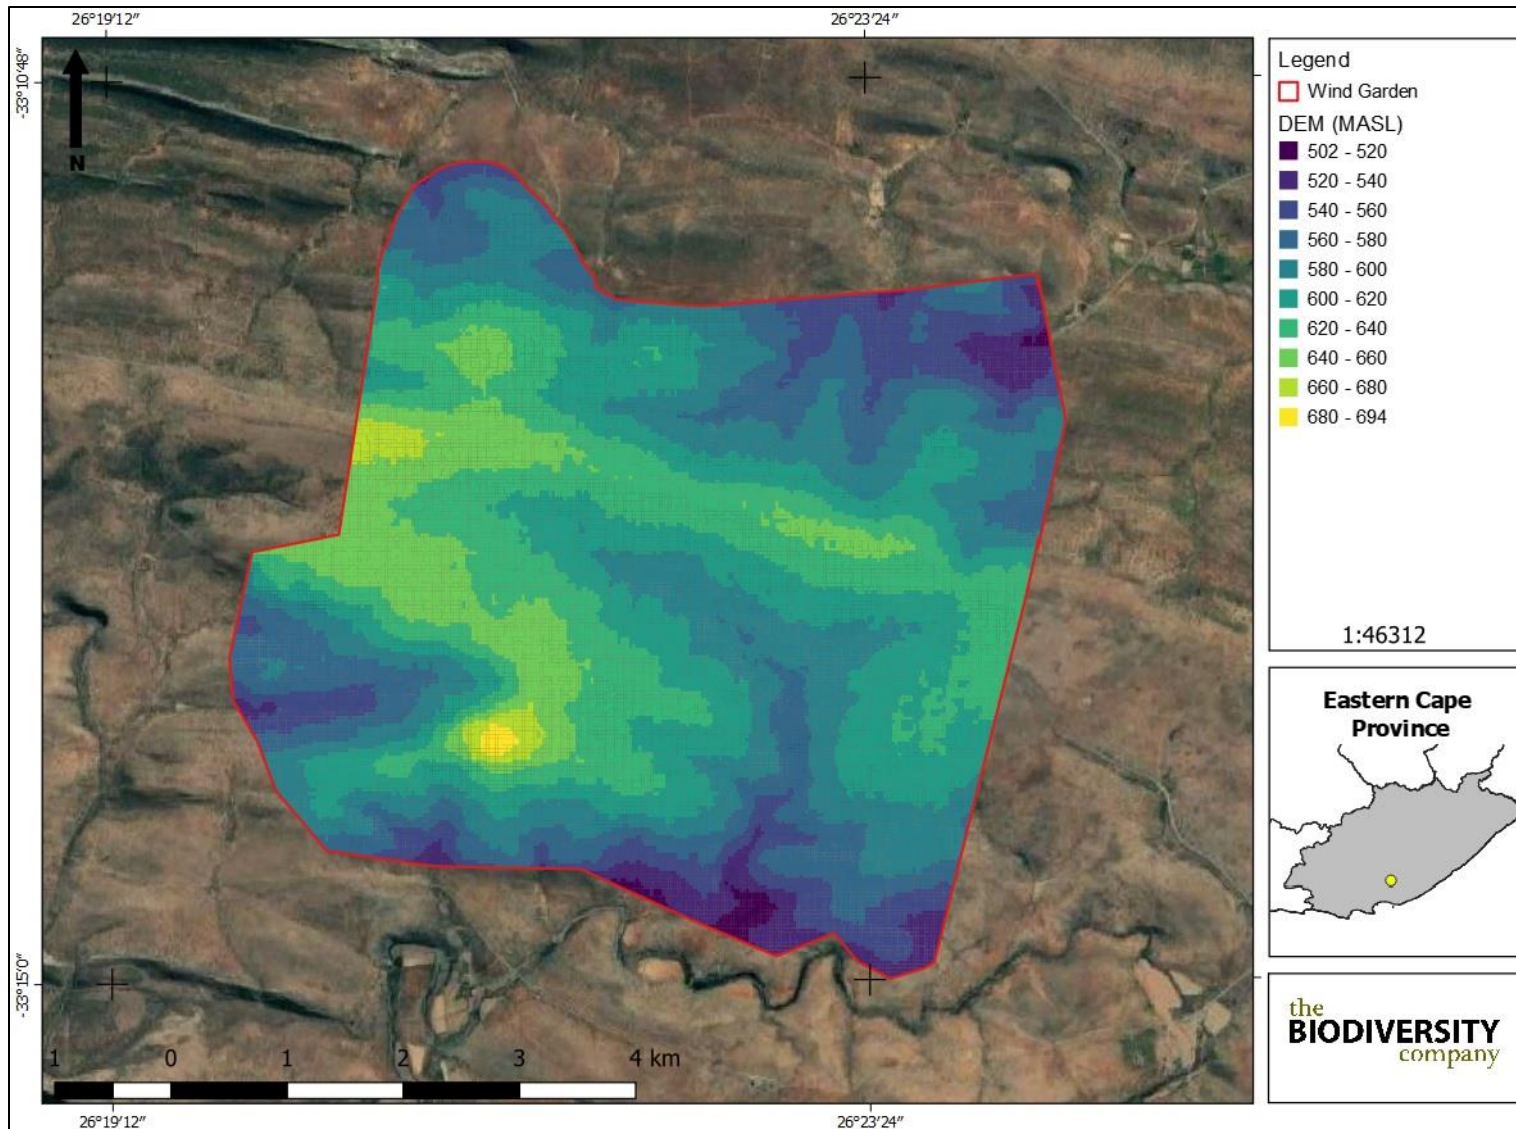 26°19'12" 26°23'24"
-33°10'48"
N
Legend
Wind Garden
DEM (MASL)
502 - 520
520 - 540
540 - 560
560 - 580
580 - 600
600 - 620
620 - 640
640 - 660
660 - 680
680 - 694
1:46312
Eastern Cape
Province
-33°15'0"
1 0 1 2 3 4 km
the
BIODIVERSITY
company
26°19'12" 26°23'24"